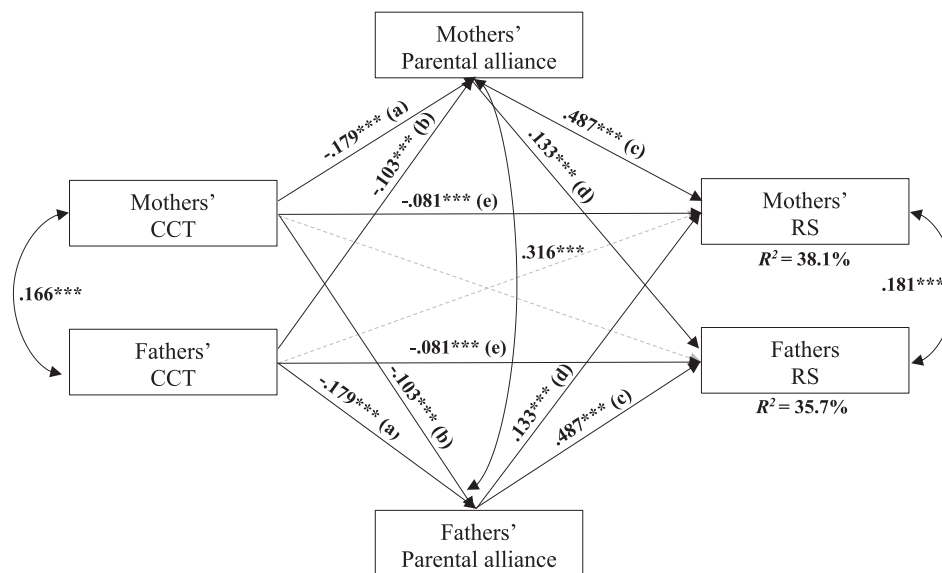 Mothers'
Parental alliance
-.179*** (a)
-.103*** (b)
.487*** (c)
.133*** (d)
Mothers'
CCT
-.081*** (e)
Mothers'
RS
R² = 38.1%
.316***
.166***
.181***
Fathers'
CCT
-.081*** (e)
Fathers
RS
R² = 35.7%
-.179*** (a)
-.103*** (b)
.133*** (d)
.487*** (c)
Fathers'
Parental alliance